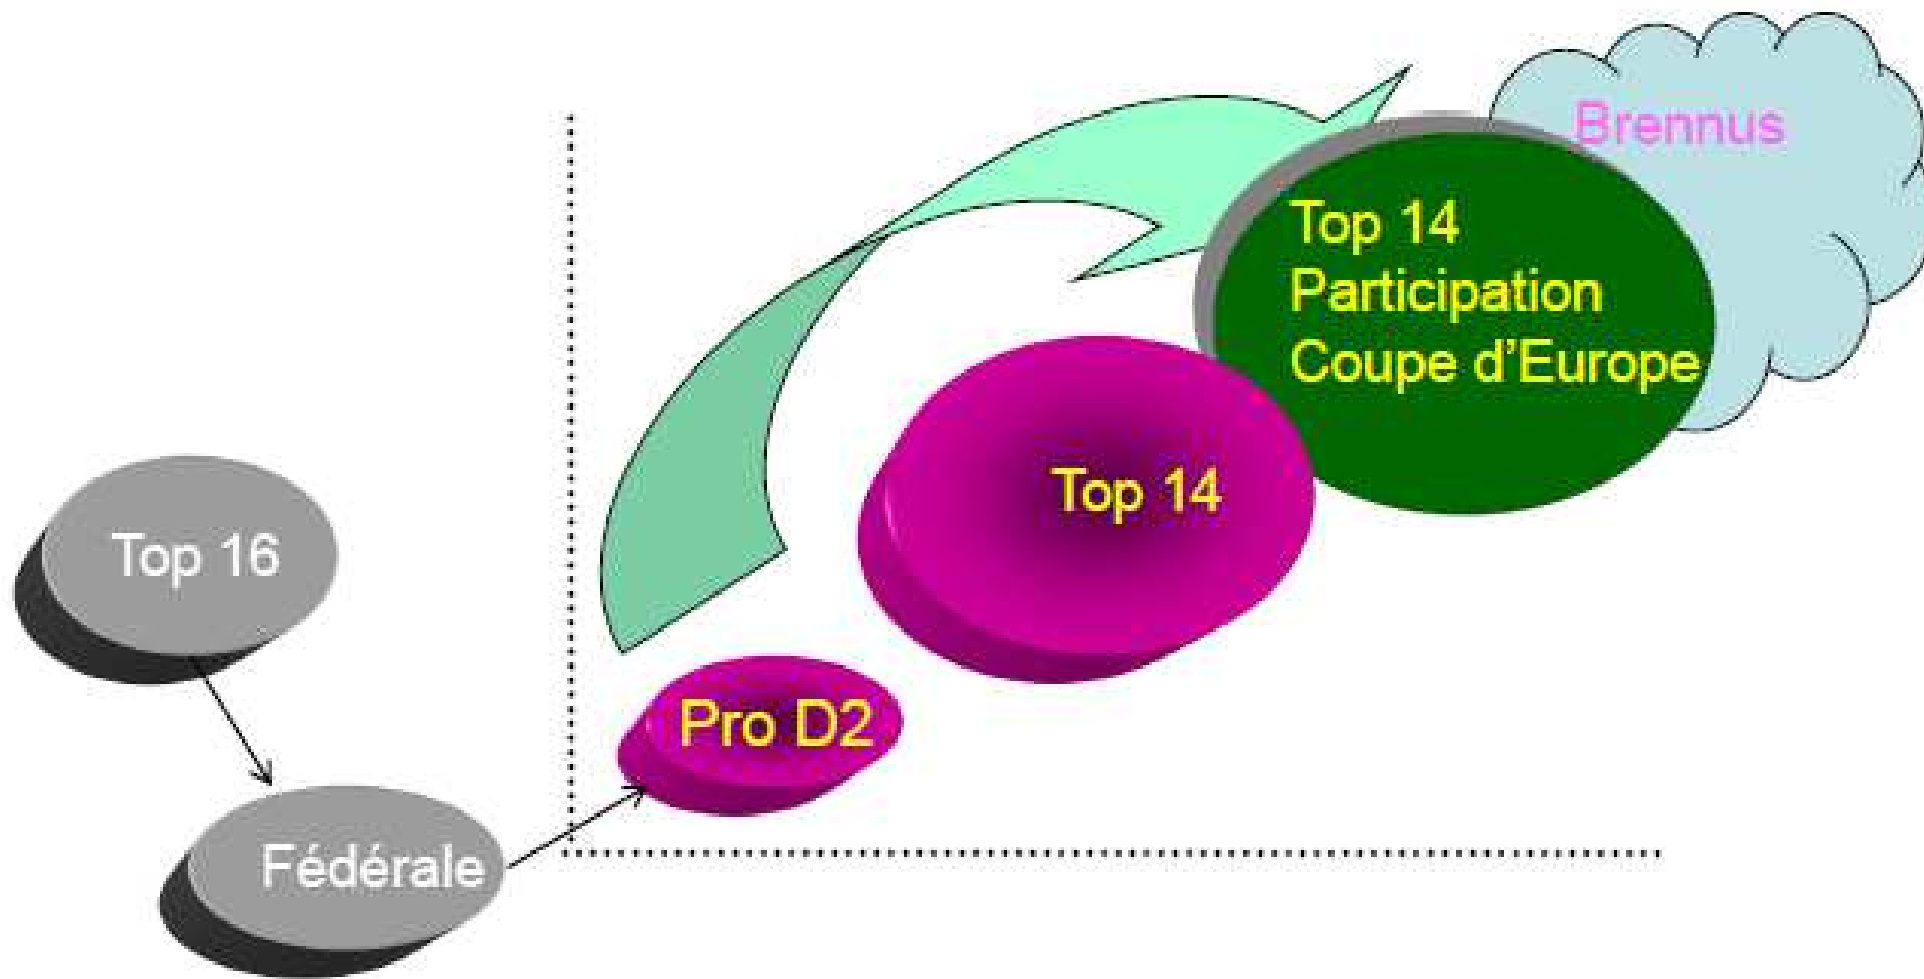 Brennus
Top 14
Participation
Coupe d'Europe
Top 14
Top 16
Pro D2
Fédérale